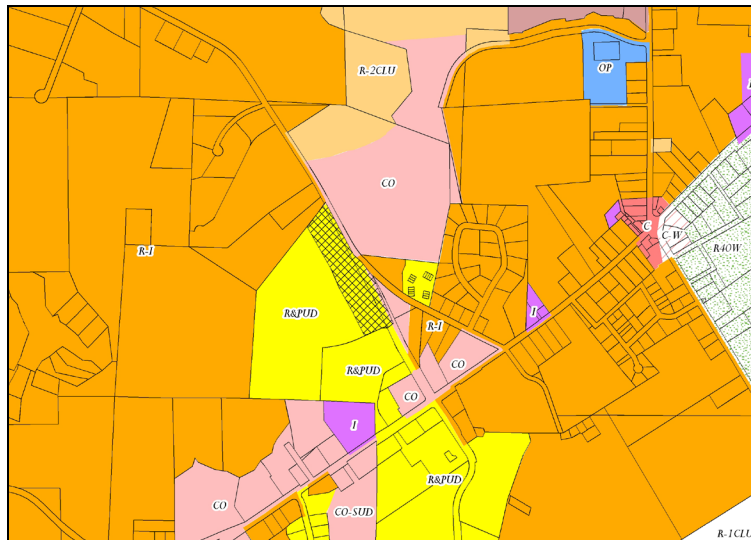 R-2CLU
OP
CO
C
C-W
R40W
R-1
R&PUD
I
R-1
CO
R&PUD
CO
I
R&PUD
CO
CO-SUD
R-1CLU